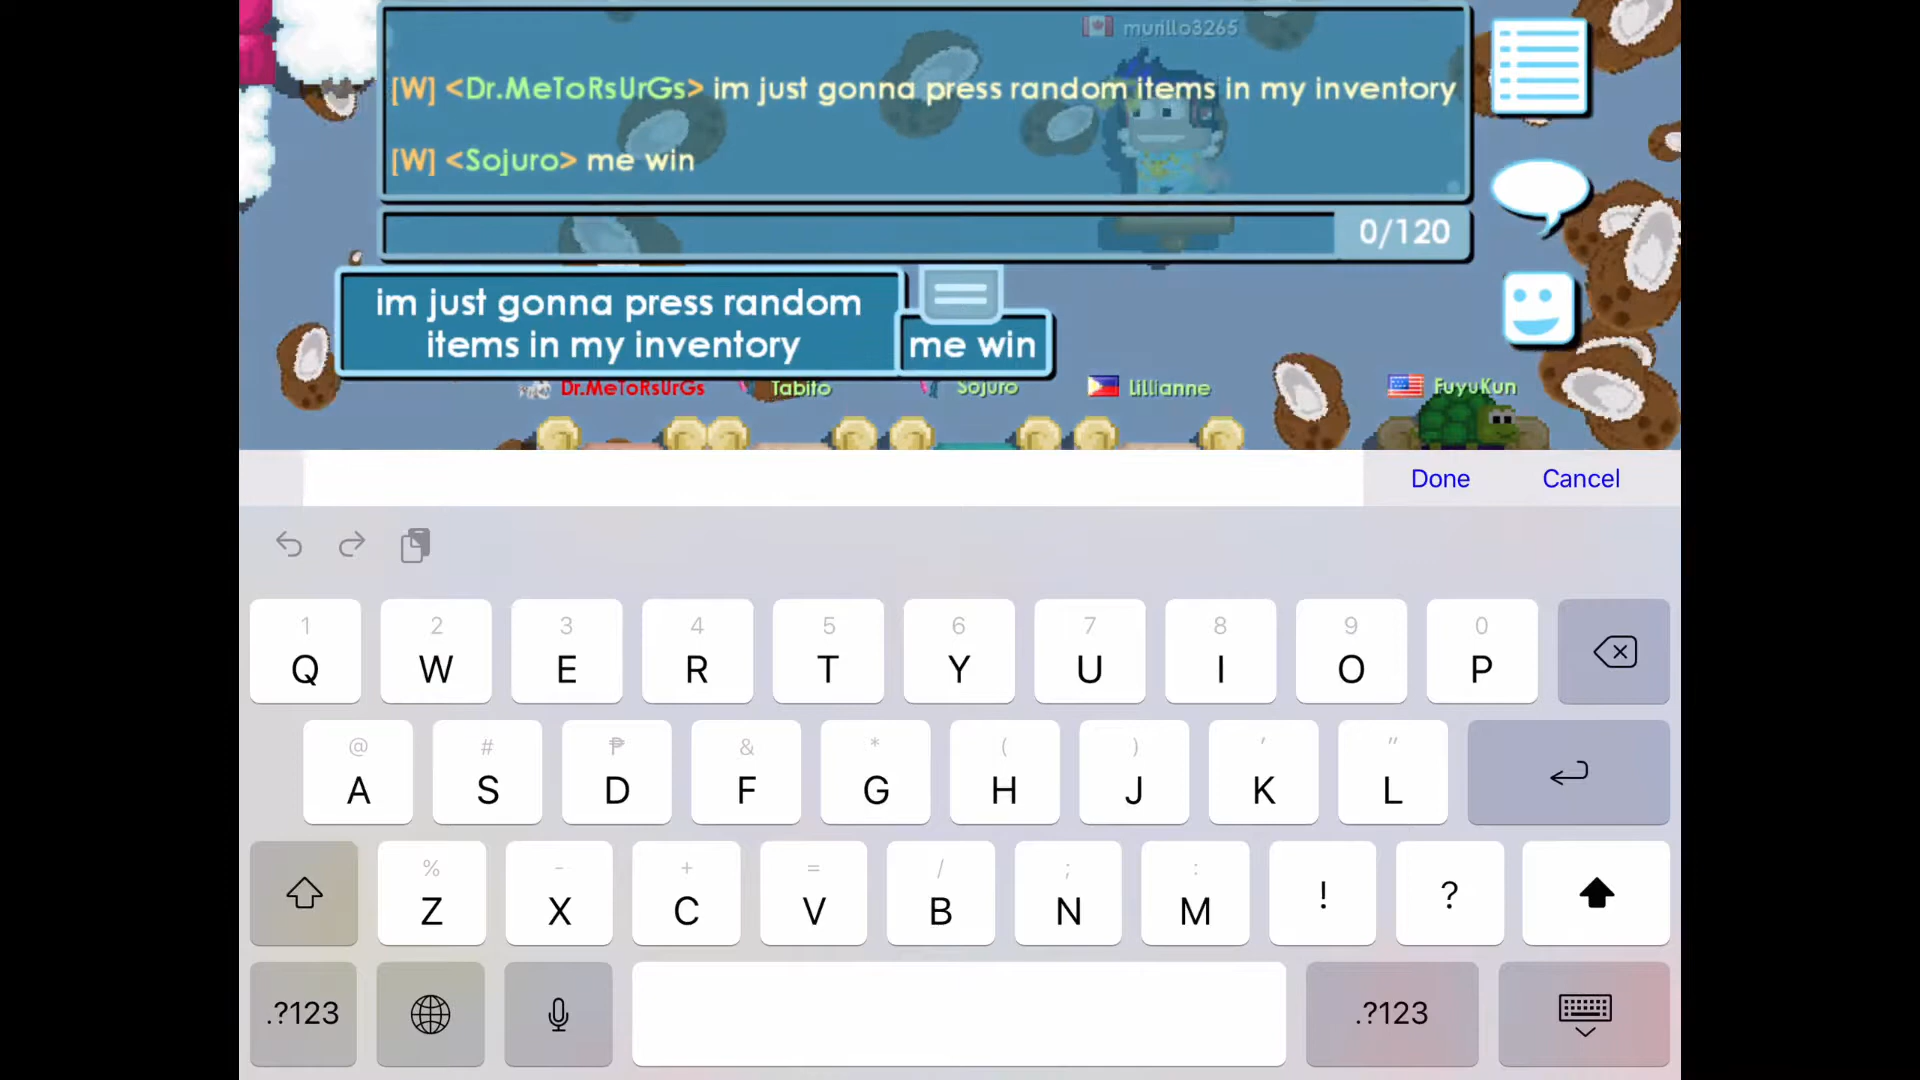 murillo3265
[W] <Dr.MeToRsUrGs> im just gonna press random items in my inventory
[W] <Sojuro> me win
0/120
im just gonna press random
items in my inventory
me win
Dr.MeToRsUrGs Tabito Sojuro Lillianne FuyuKun
Done Cancel
1 2 3 4 5 6 7 8 9 0
Q W E R T Y U I O P
@ # ₱ & * ( ) ' "
A S D F G H J K L
% - + = / ; :
Z X C V B N M ! ?
.?123 .?123